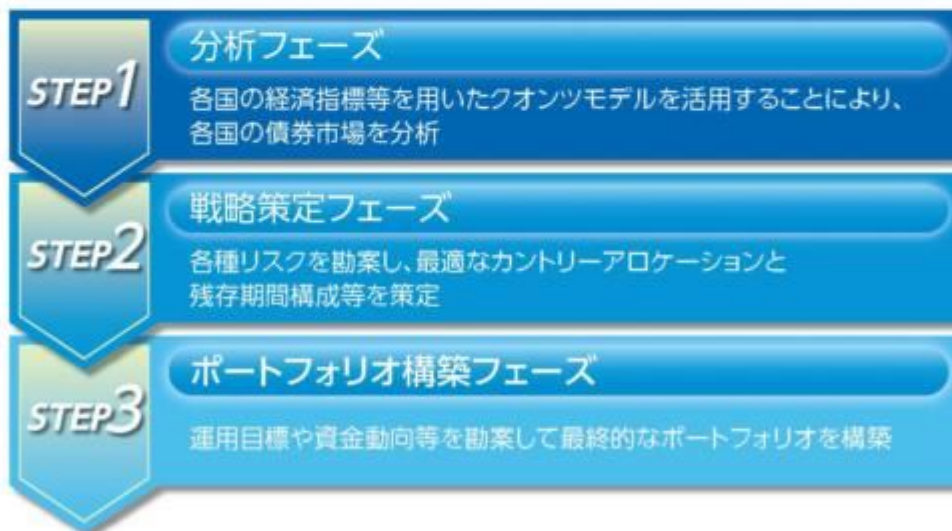 STEP1
分析フェーズ
各国の経済指標等を用いたクオンツモデルを活用することにより、
各国の債券市場を分析
STEP2
戦略策定フェーズ
各種リスクを勘案し、最適なカントリーアロケーションと
残存期間構成等を策定
STEP3
ポートフォリオ構築フェーズ
運用目標や資金動向等を勘案して最終的なポートフォリオを構築